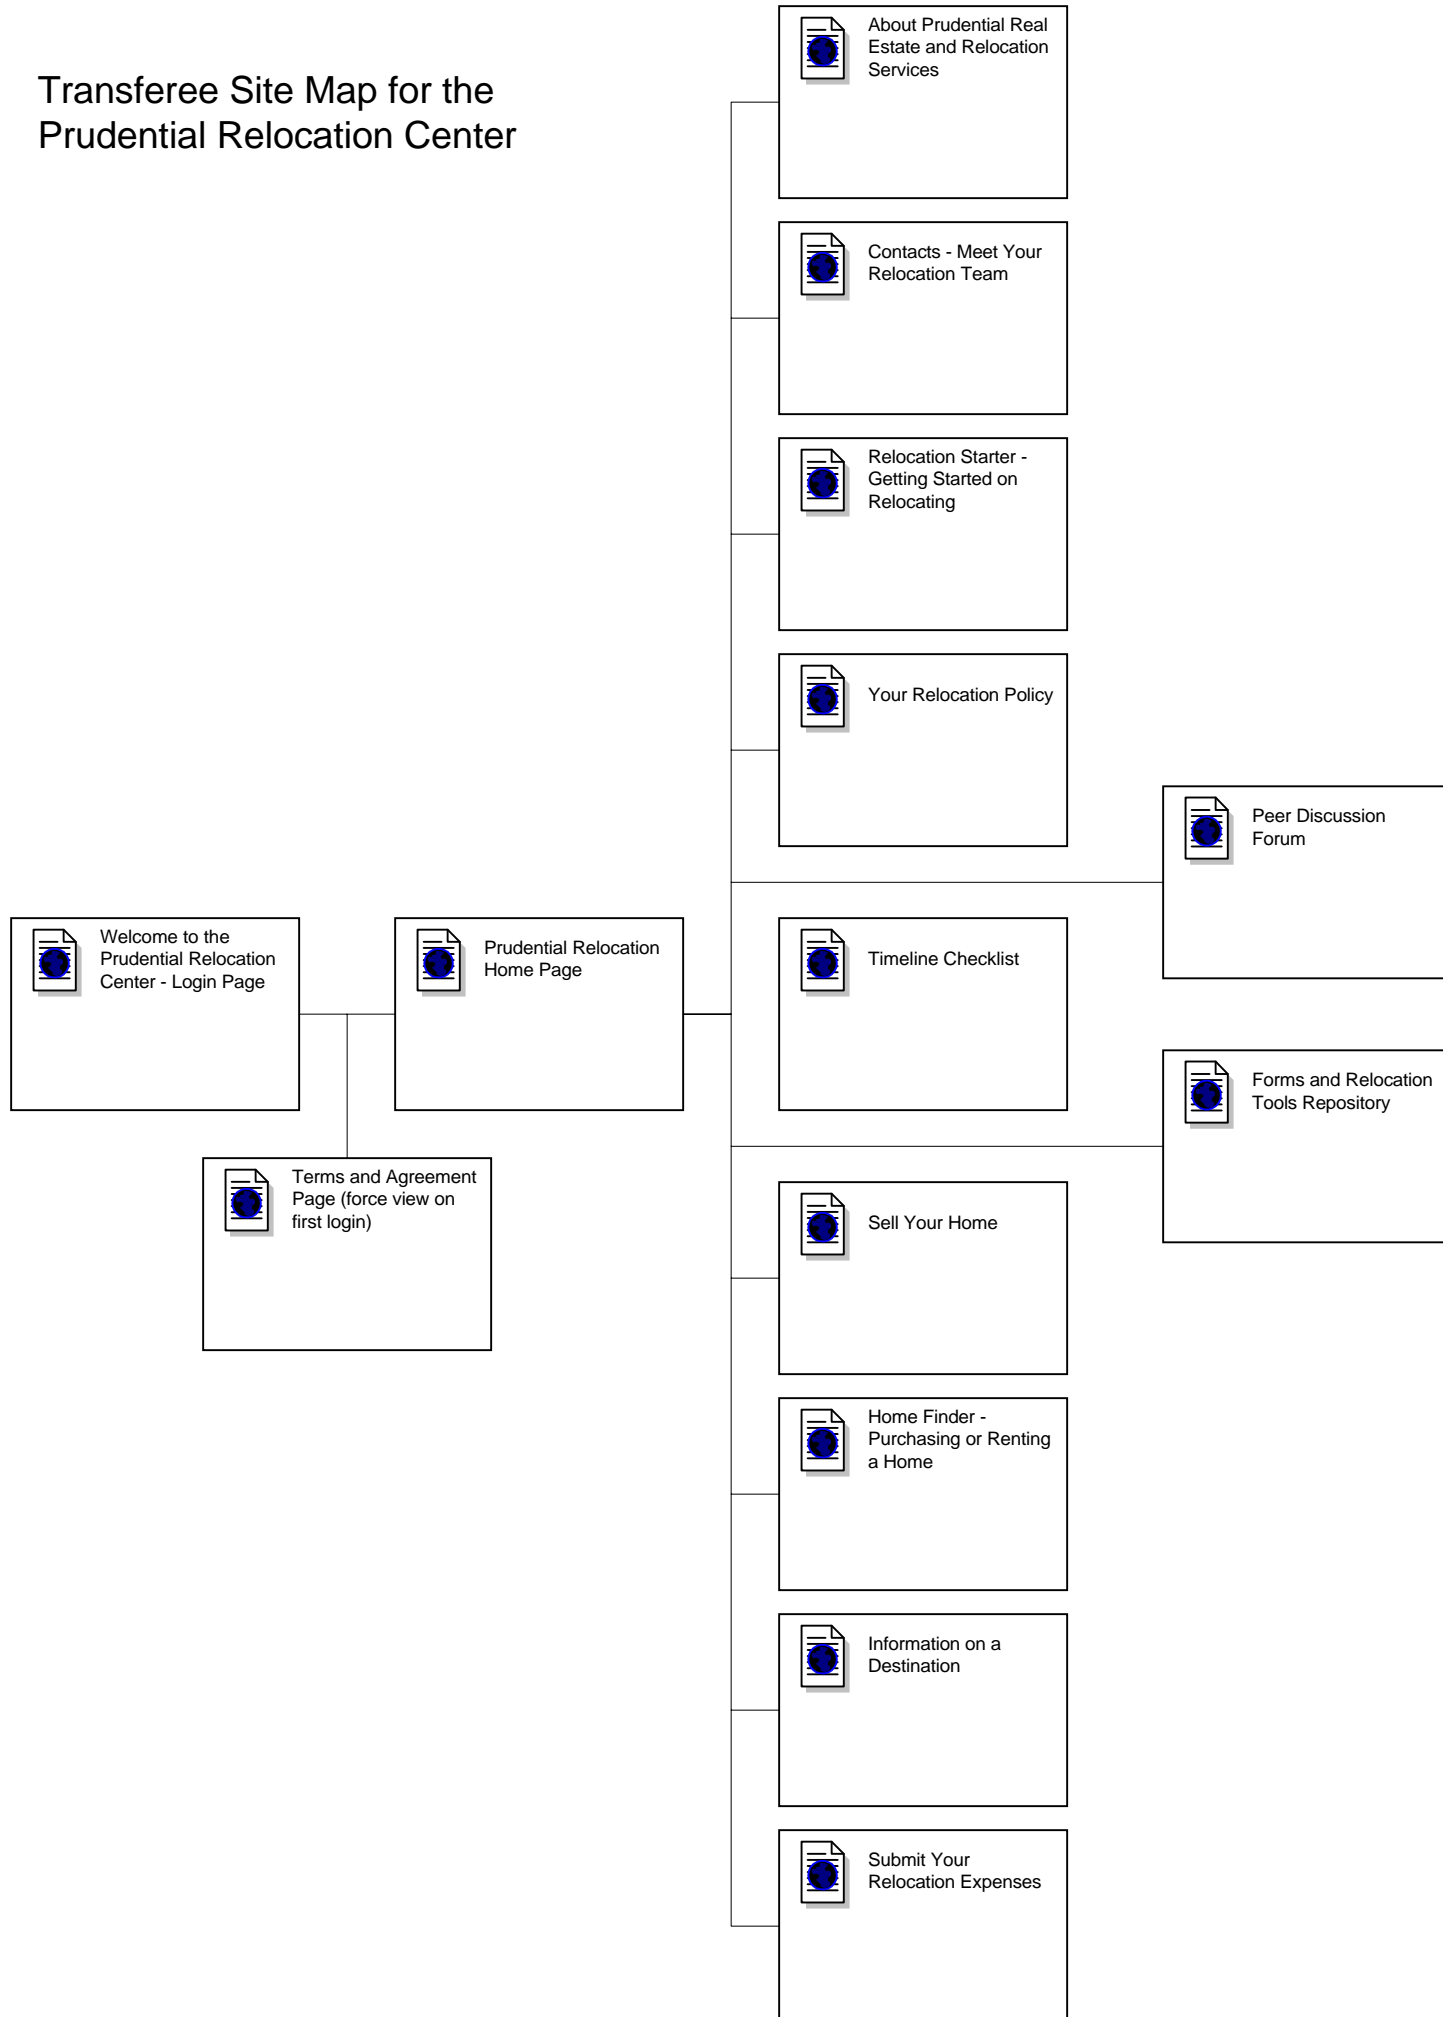 Transferee Site Map for the
Prudential Relocation Center
About Prudential Real
Estate and Relocation
Services
Contacts - Meet Your
Relocation Team
Relocation Starter -
Getting Started on
Relocating
Your Relocation Policy
Peer Discussion
Forum
Welcome to the
Prudential Relocation
Center - Login Page
Prudential Relocation
Home Page
Timeline Checklist
Forms and Relocation
Tools Repository
Terms and Agreement
Page (force view on
first login)
Sell Your Home
Home Finder -
Purchasing or Renting
a Home
Information on a
Destination
Submit Your
Relocation Expenses